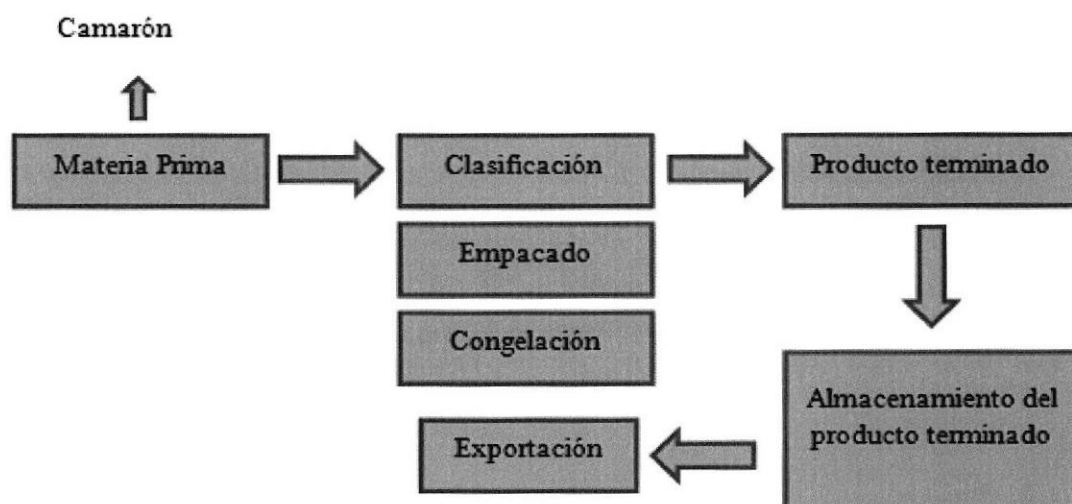 Camarón
Materia Prima
Clasificación
Producto terminado
Empacado
Congelación
Almacenamiento del
producto terminado
Exportación